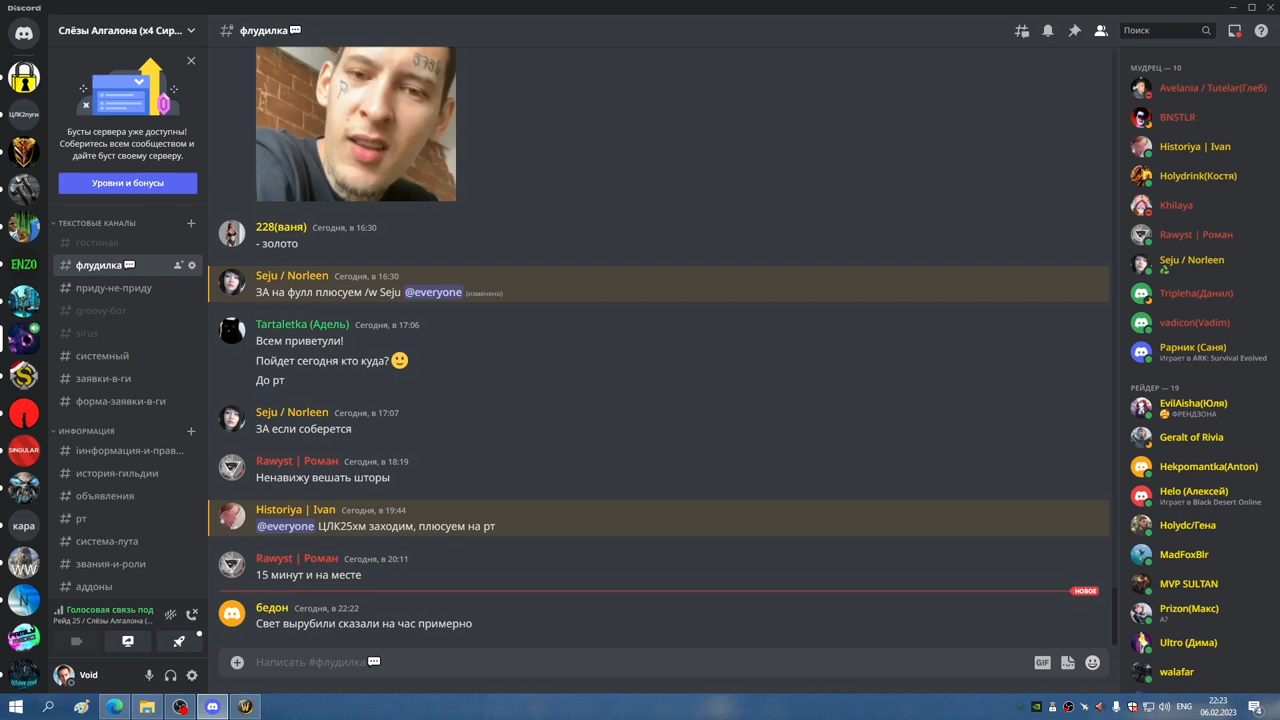 Discord
Слёзы Алгалона (x4 Сир...
флудилка
Поиск
Бусты сервера уже доступны!
Соберитесь всем сообществом и
дайте буст своему серверу.
Уровни и бонусы
ТЕКСТОВЫЕ КАНАЛЫ
гостиная
флудилка
приду-не-приду
groovy-бот
sirus
системный
заявки-в-ги
форма-заявки-в-ги
ИНФОРМАЦИЯ
информация-и-прав...
история-гильдии
объявления
рт
система-лута
звания-и-роли
аддоны
Голосовая связь под
Рейд 25 / Слёзы Алгалона (...
Void
ЦЛК2пуги
ENZO
SINGULAR
кара
WW
228(ваня) Сегодня, в 16:30
- золото
Seju / Norleen Сегодня, в 16:30
ЗА на фулл плюсуем /w Seju @everyone (изменено)
Tartaletka (Адель) Сегодня, в 17:06
Всем приветули!
Пойдет сегодня кто куда?
До рт
Seju / Norleen Сегодня, в 17:07
ЗА если соберется
Rawyst | Роман Сегодня, в 18:19
Ненавижу вешать шторы
Historiya | Ivan Сегодня, в 19:44
@everyone ЦЛК25хм заходим, плюсуем на рт
Rawyst | Роман Сегодня, в 20:11
15 минут и на месте
НОВОЕ
бедон Сегодня, в 22:22
Свет вырубили сказали на час примерно
Написать #флудилка
GIF
МУДРЕЦ — 10
Avelania / Tutelar(Глеб)
BNSTLR
Historiya | Ivan
Holydrink(Костя)
Khilaya
Rawyst | Роман
Seju / Norleen
Tripleha(Данил)
vadicon(Vadim)
Рарник (Саня)
Играет в ARK: Survival Evolved
РЕЙДЕР — 19
EvilAisha(Юля)
ФРЕНДЗОНА
Geralt of Rivia
Hekpomantka(Anton)
Helo (Алексей)
Играет в Black Desert Online
Holydc/Гена
MadFoxBlr
MVP SULTAN
Prizon(Макс)
А?
Ultro (Дима)
walafar
ENG
22:23
06.02.2023
4